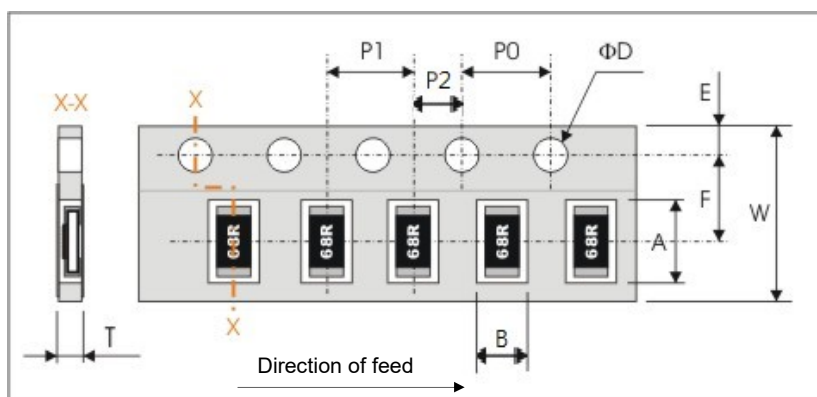 P1
P0
ΦD
P2
E
X-X
X
F
W
A
68R 68R 68R 68R 68R
X
T
B
Direction of feed